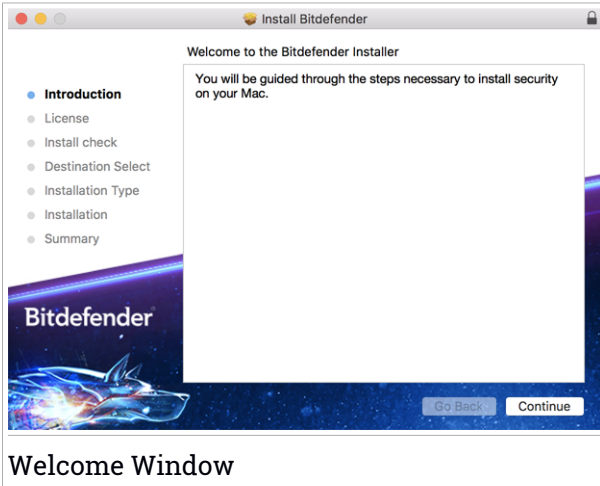 Install Bitdefender
Welcome to the Bitdefender Installer
You will be guided through the steps necessary to install security
on your Mac.
Introduction
License
Install check
Destination Select
Installation Type
Installation
Summary
Bitdefender
Go Back
Continue
Welcome Window